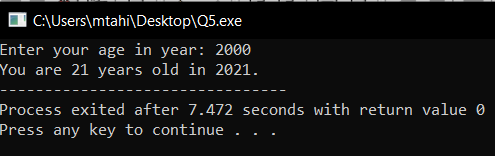 C:\Users\mtahi\Desktop\Q5.exe
Enter your age in year: 2000
You are 21 years old in 2021.
--------------------------------
Process exited after 7.472 seconds with return value 0
Press any key to continue . . .